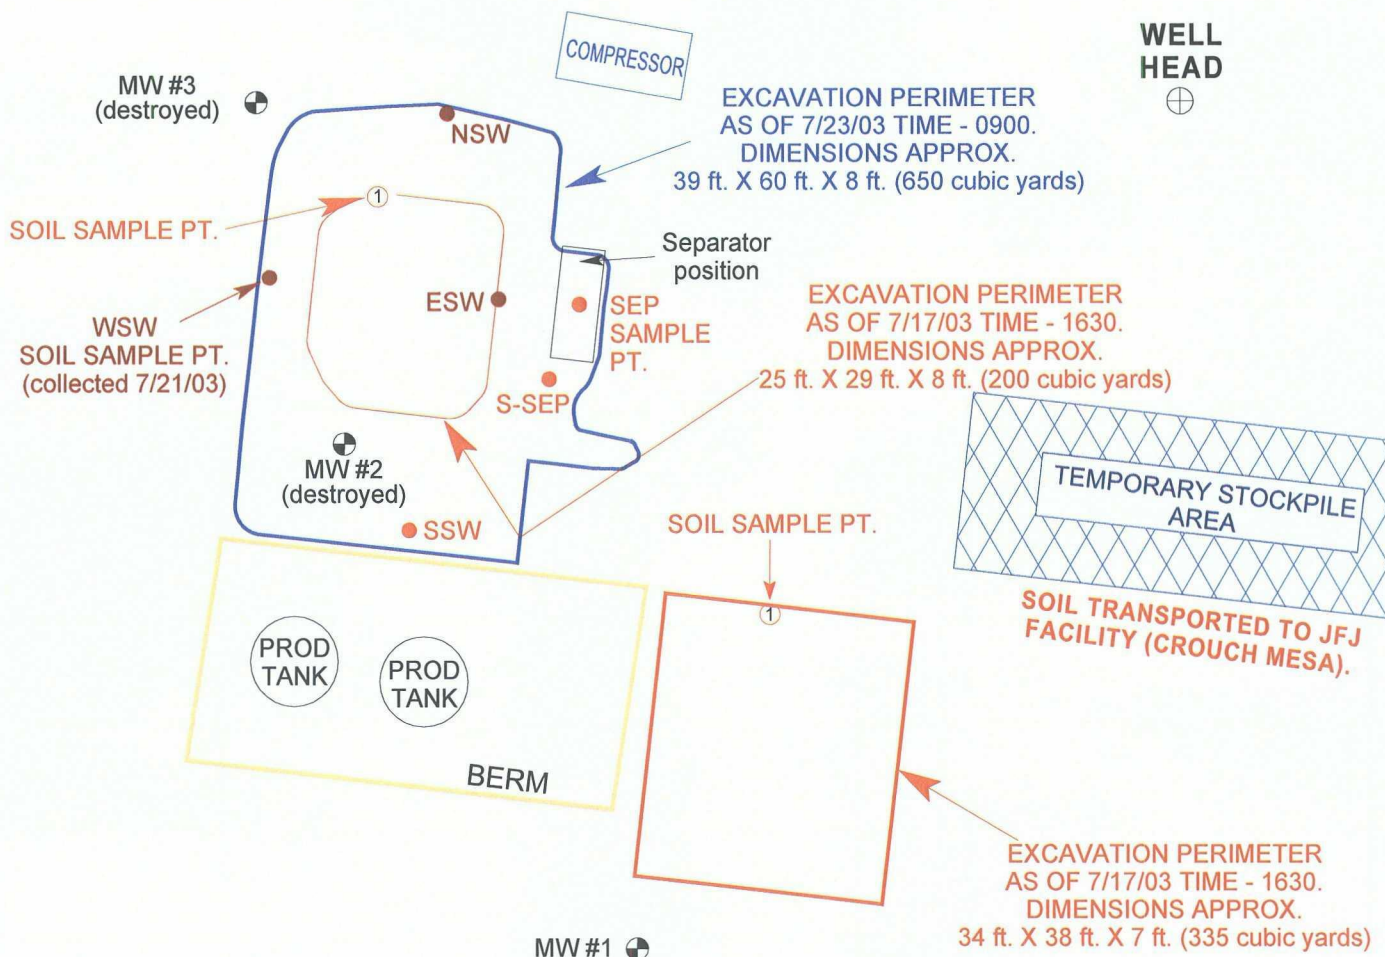 COMPRESSOR
WELL
HEAD
MW #3
(destroyed)
EXCAVATION PERIMETER
AS OF 7/23/03 TIME - 0900.
DIMENSIONS APPROX.
39 ft. X 60 ft. X 8 ft. (650 cubic yards)
NSW
1
SOIL SAMPLE PT.
Separator
position
ESW
SEP
SAMPLE
PT.
EXCAVATION PERIMETER
AS OF 7/17/03 TIME - 1630.
DIMENSIONS APPROX.
25 ft. X 29 ft. X 8 ft. (200 cubic yards)
WSW
SOIL SAMPLE PT.
(collected 7/21/03)
S-SEP
MW #2
(destroyed)
SSW
TEMPORARY STOCKPILE
AREA
SOIL TRANSPORTED TO JFJ
FACILITY (CROUCH MESA).
SOIL SAMPLE PT.
1
PROD
TANK
PROD
TANK
BERM
EXCAVATION PERIMETER
AS OF 7/17/03 TIME - 1630.
DIMENSIONS APPROX.
34 ft. X 38 ft. X 7 ft. (335 cubic yards)
MW #1